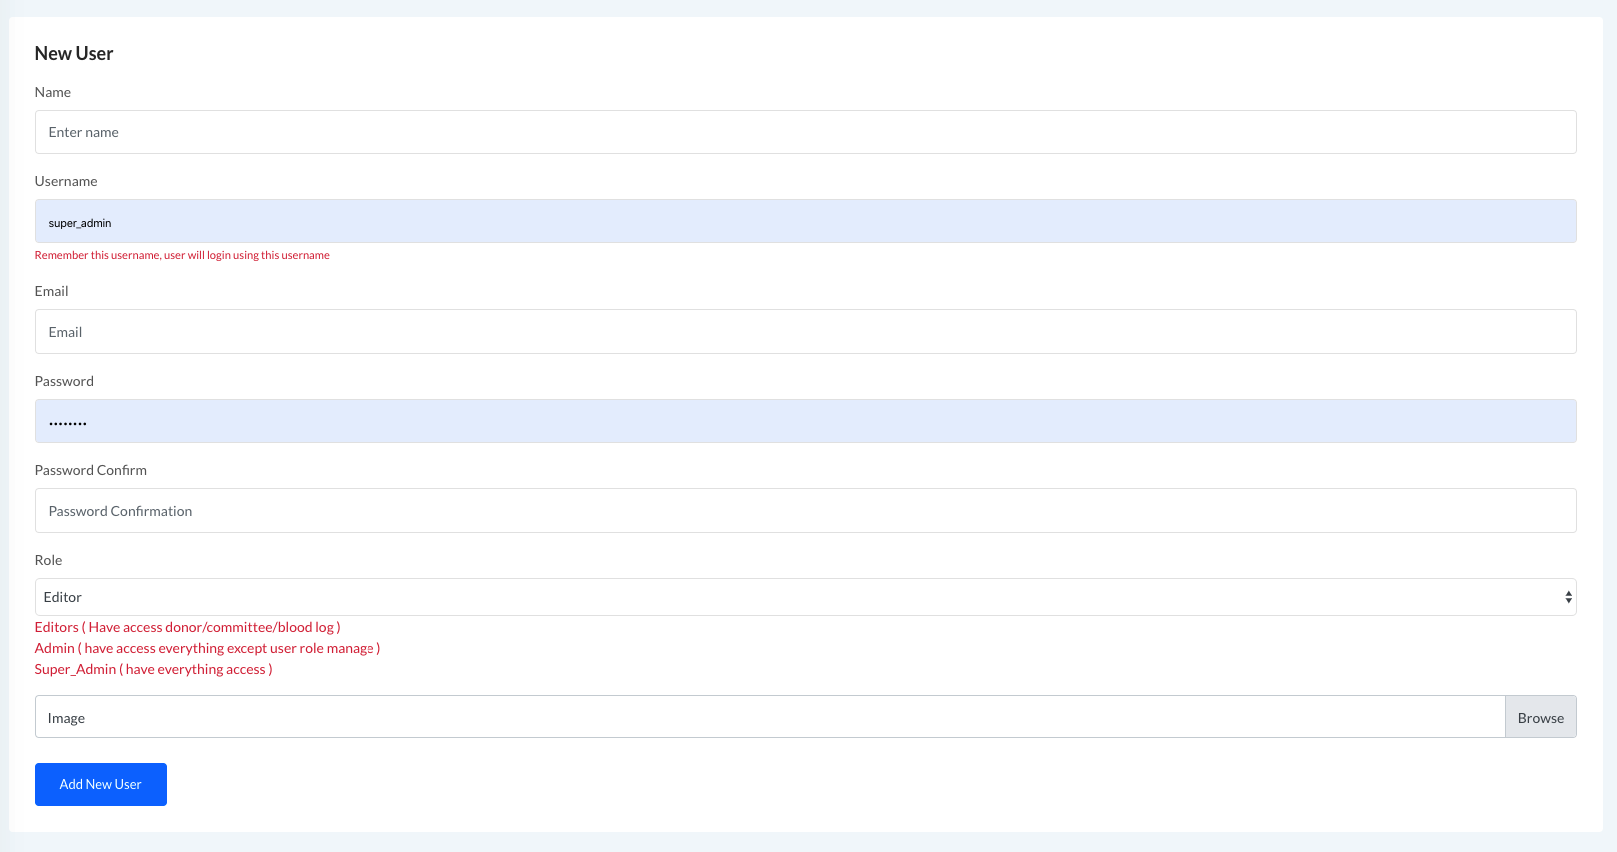 New User
Name
Enter name
Username
super_admin
Remember this username, user will login using this username
Email
Email
Password
••••••••
Password Confirm
Password Confirmation
Role
Editor
Editors ( Have access donor/committee/blood log )
Admin ( have access everything except user role manage )
Super_Admin ( have everything access )
Image
Browse
Add New User